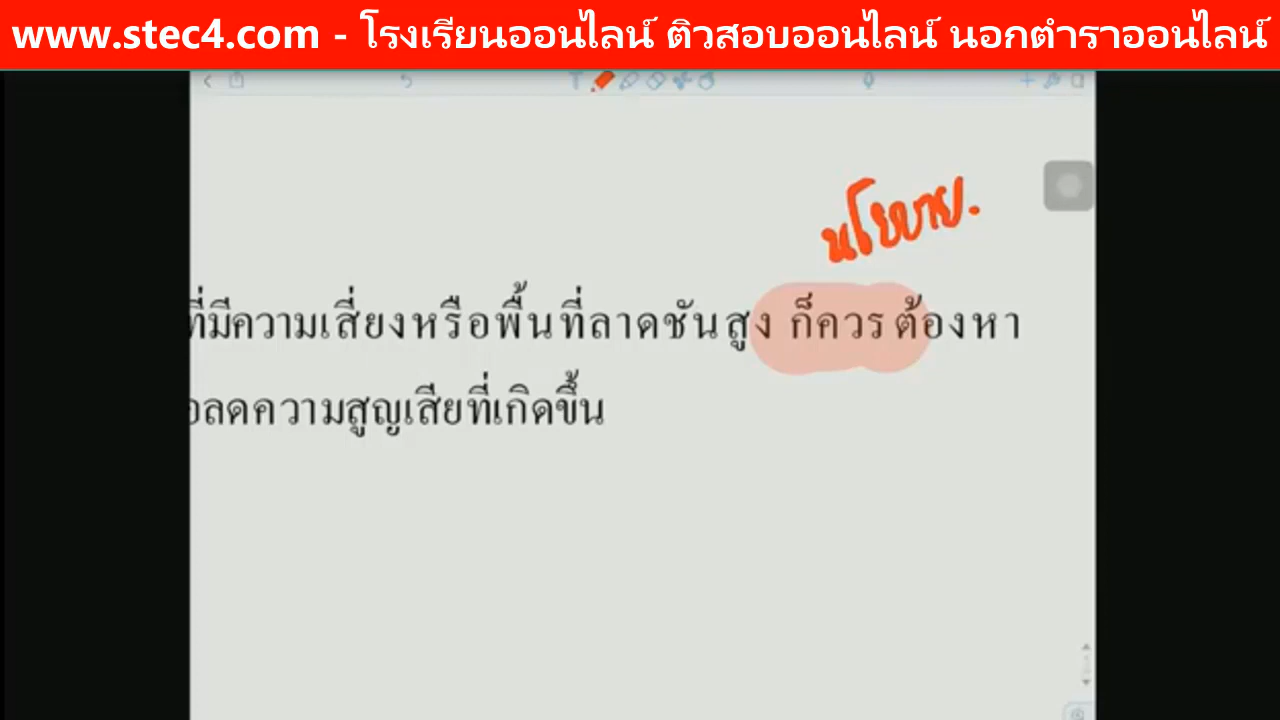 www.stec4.com - โรงเรียนออนไลน์ ติวสอบออนไลน์ นอกตำราออนไลน์
นโยบาย.
ที่มีความเสี่ยงหรือพื้นที่ลาดชันสูง ก็ควร ต้องหา
อลดความสูญเสียที่เกิดขึ้น